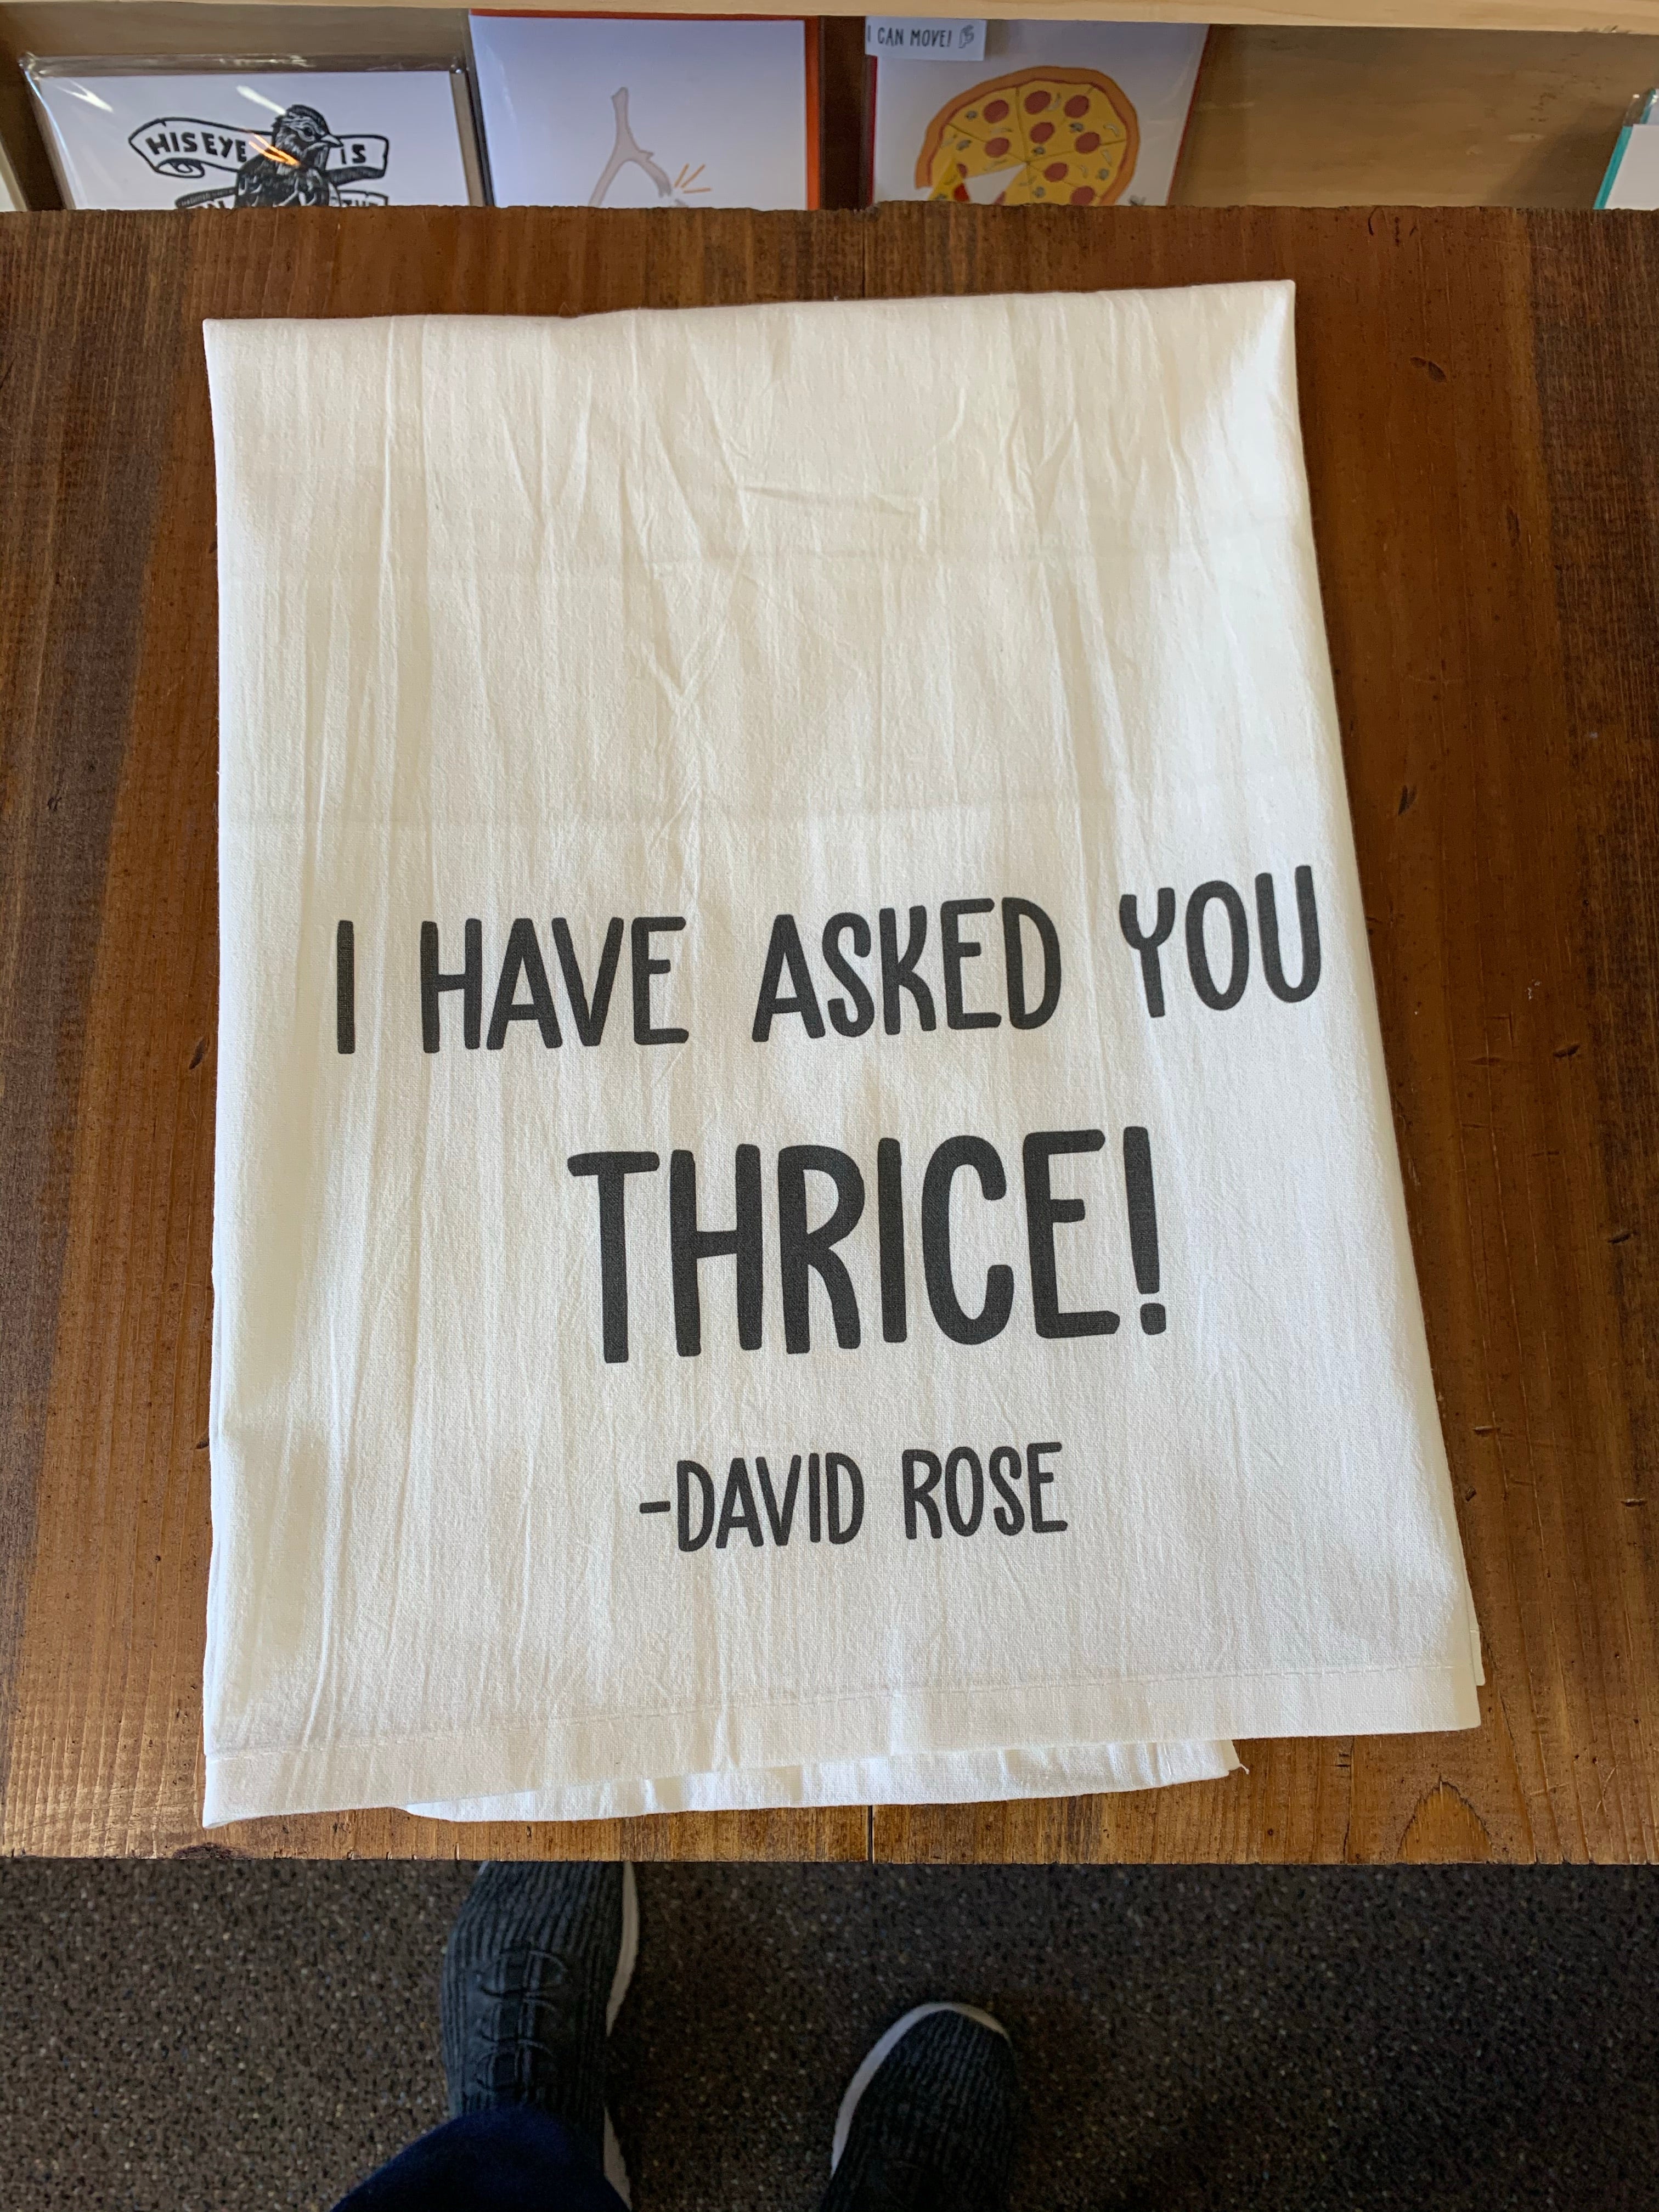 I CAN MOVE!
HIS EYE IS
I HAVE ASKED YOU
THRICE!
-DAVID ROSE